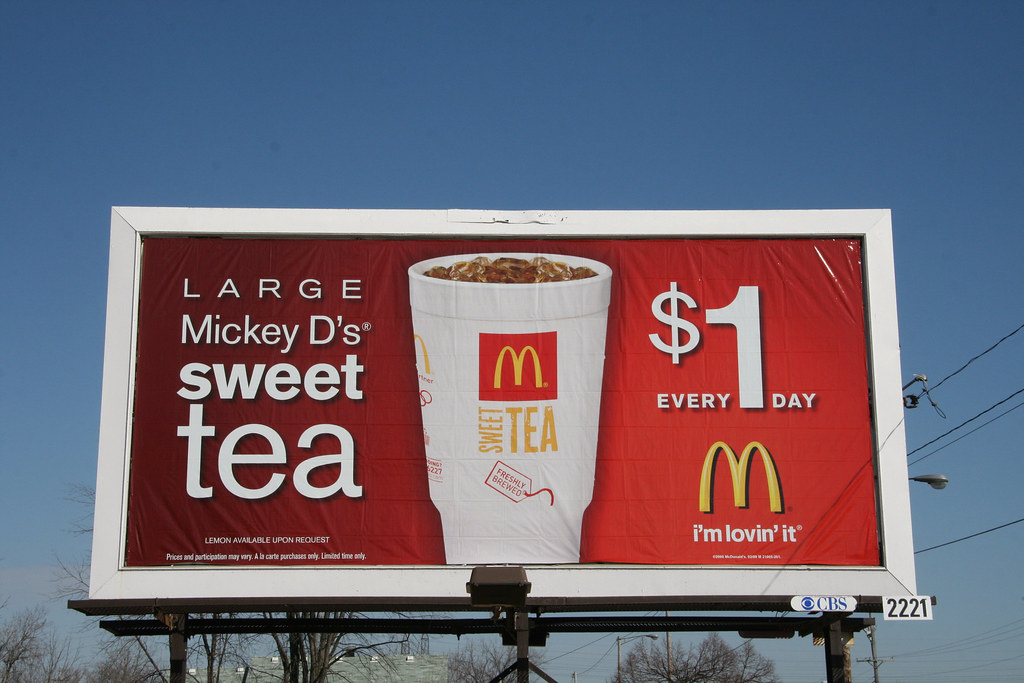 LARGE
Mickey D's®
sweet
tea
LEMON AVAILABLE UPON REQUEST
Prices and participation may vary. A la carte purchases only. Limited time only.
SWEET
TEA
FRESHLY
BREWED
$1
EVERY DAY
i'm lovin' it®
CBS
2221